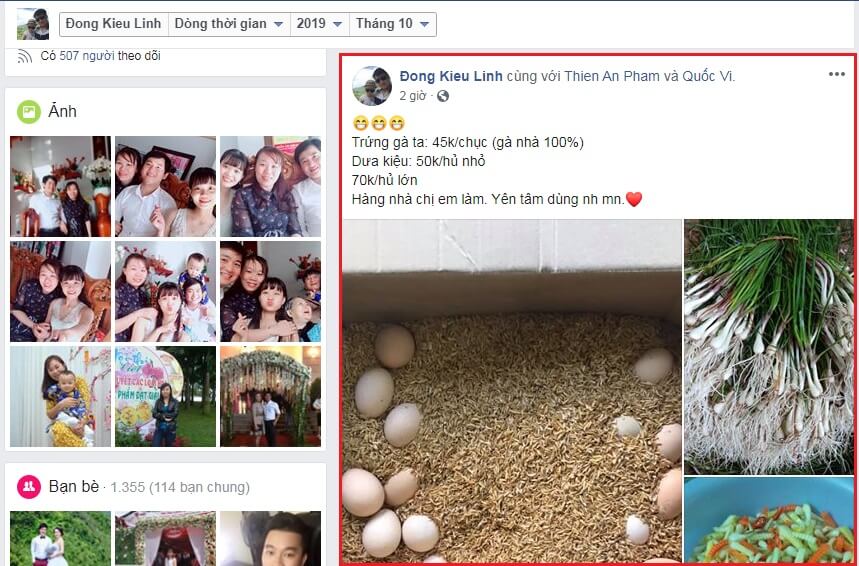 Đong Kieu Linh
Dòng thời gian
2019
Tháng 10
Có 507 người theo dõi
Ảnh
Bạn bè · 1.355 (114 bạn chung)
Đong Kieu Linh cùng với Thien An Pham và Quốc Vi.
2 giờ ·
😁😁😁
Trứng gà ta: 45k/chục (gà nhà 100%)
Dưa kiệu: 50k/hủ nhỏ
70k/hủ lớn
Hàng nhà chị em làm. Yên tâm dùng nh mn.❤️